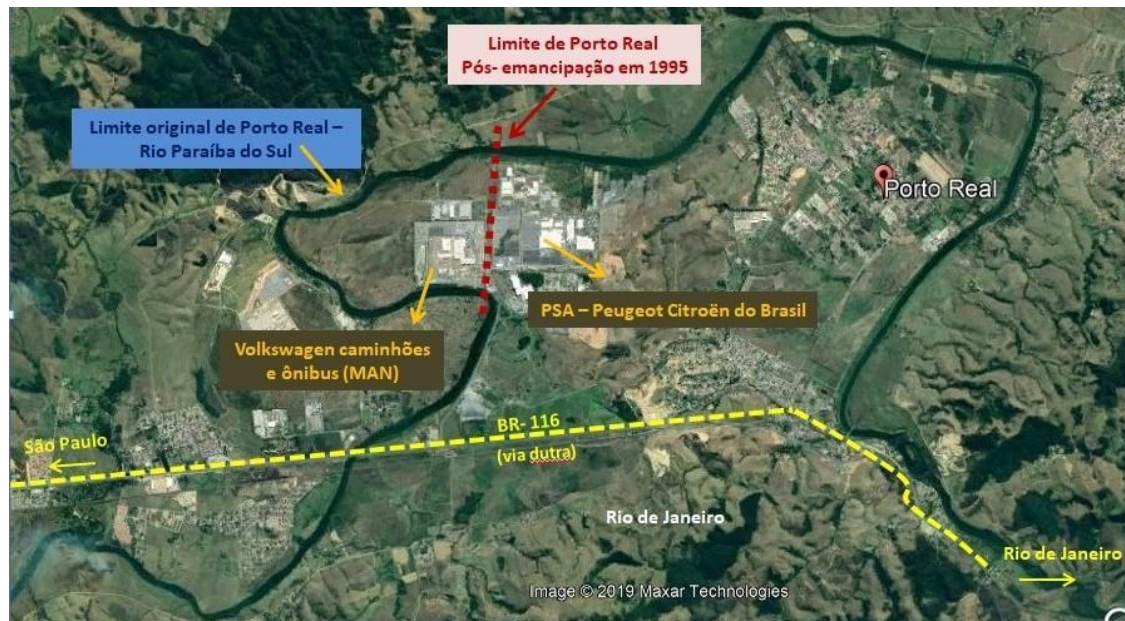 Limite de Porto Real
Pós- emancipação em 1995
Limite original de Porto Real –
Rio Paraíba do Sul
Porto Real
PSA – Peugeot Citroën do Brasil
Volkswagen caminhões
e ônibus (MAN)
BR- 116
(via dutra)
São Paulo
Rio de Janeiro
Rio de Janeiro
Image © 2019 Maxar Technologies